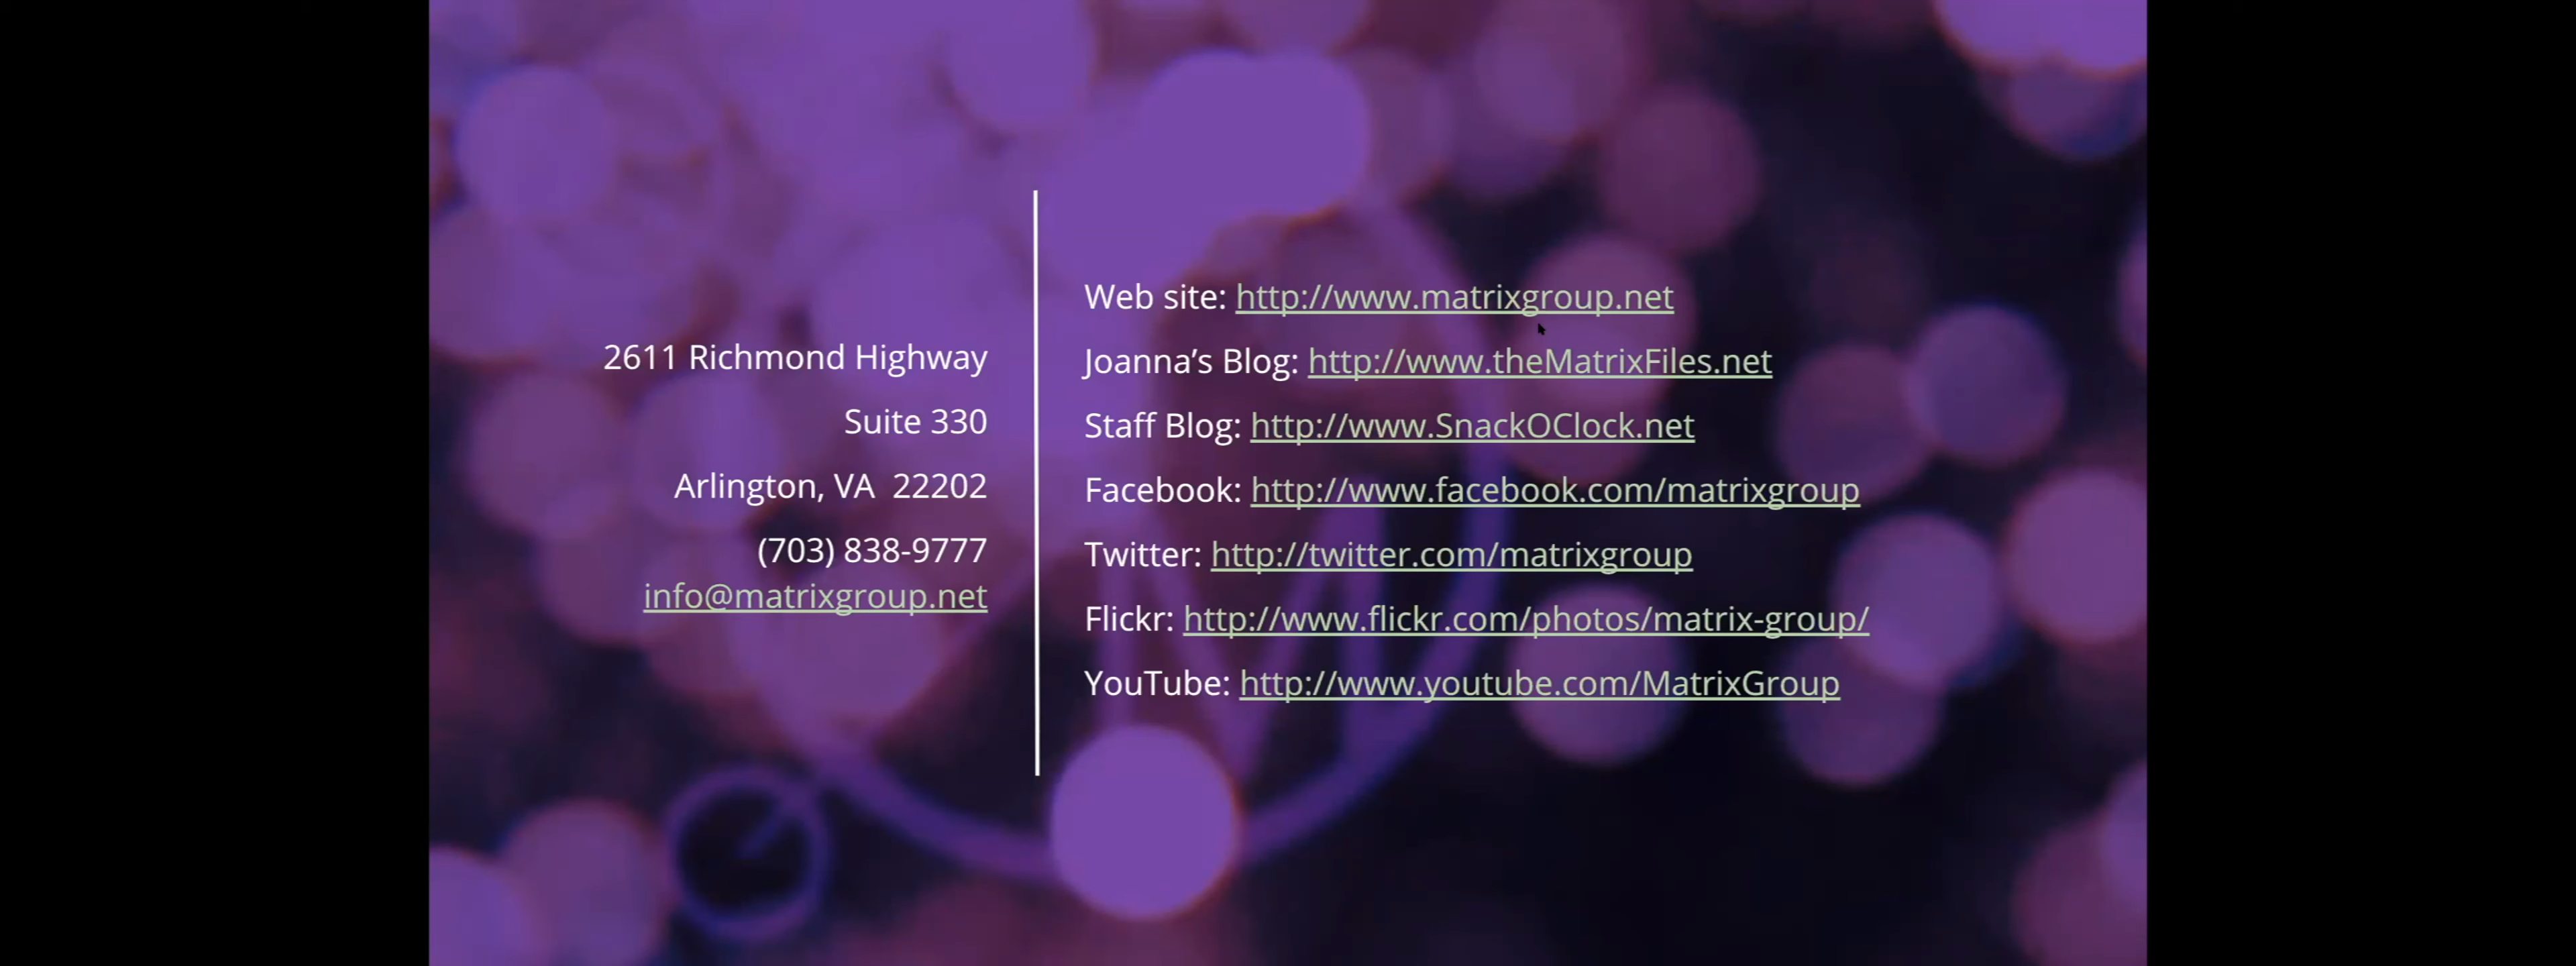 2611 Richmond Highway
Suite 330
Arlington, VA  22202
(703) 838-9777
info@matrixgroup.net
Web site: http://www.matrixgroup.net
Joanna’s Blog: http://www.theMatrixFiles.net
Staff Blog: http://www.SnackOClock.net
Facebook: http://www.facebook.com/matrixgroup
Twitter: http://twitter.com/matrixgroup
Flickr: http://www.flickr.com/photos/matrix-group/
YouTube: http://www.youtube.com/MatrixGroup